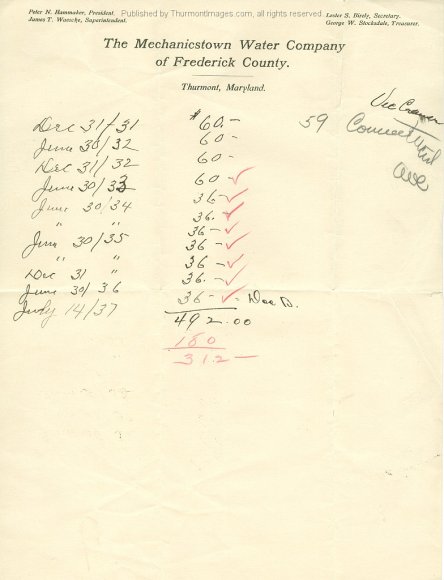 Published by ThurmontImages.com, all rights reserved
Peter N. Hammaker, President.
James T. Waesche, Superintendent.
Lester S. Birely, Secretary.
George W. Stocksdale, Treasurer.
The Mechanicstown Water Company
of Frederick County.
Thurmont, Maryland.
Dec 31/31 $60.- 59
June 30/32 60-
Dec 31/32 60-
June 30/33 60-✓
June 30/34 36-✓
" " 36.✓
June 30/35 36-✓
" " 36-✓
Dec 31 " 36-✓
June 30/36 36.-✓
July 14/37 36-✓ Dec
492.00
180
312-